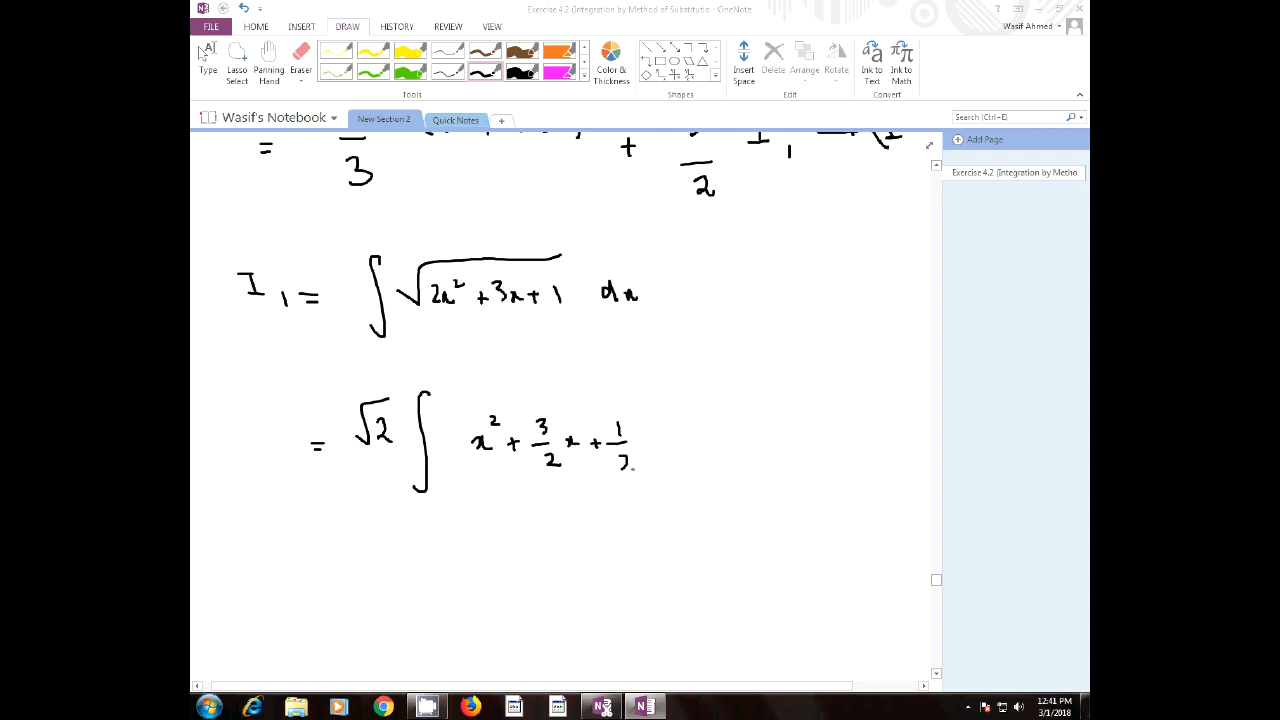 Exercise 4.2 (Integration by Method of Substitutio - OneNote
? 
FILE HOME INSERT DRAW HISTORY REVIEW VIEW
Wasif Ahmed
Type Lasso Select Panning Hand Eraser Color & Thickness Insert Space Delete Arrange Rotate Ink to Text Ink to Math
Tools Shapes Edit Convert
Wasif's Notebook New Section 2 Quick Notes +
Search (Ctrl+E)
Add Page
Exercise 4.2 (Integration by Metho
= 3 + 2 I₁
I₁ = ∫ √(2x² + 3x + 1) dx
= √2 ∫ x² + 3/2 x + 1/2
12:41 PM
3/1/2018